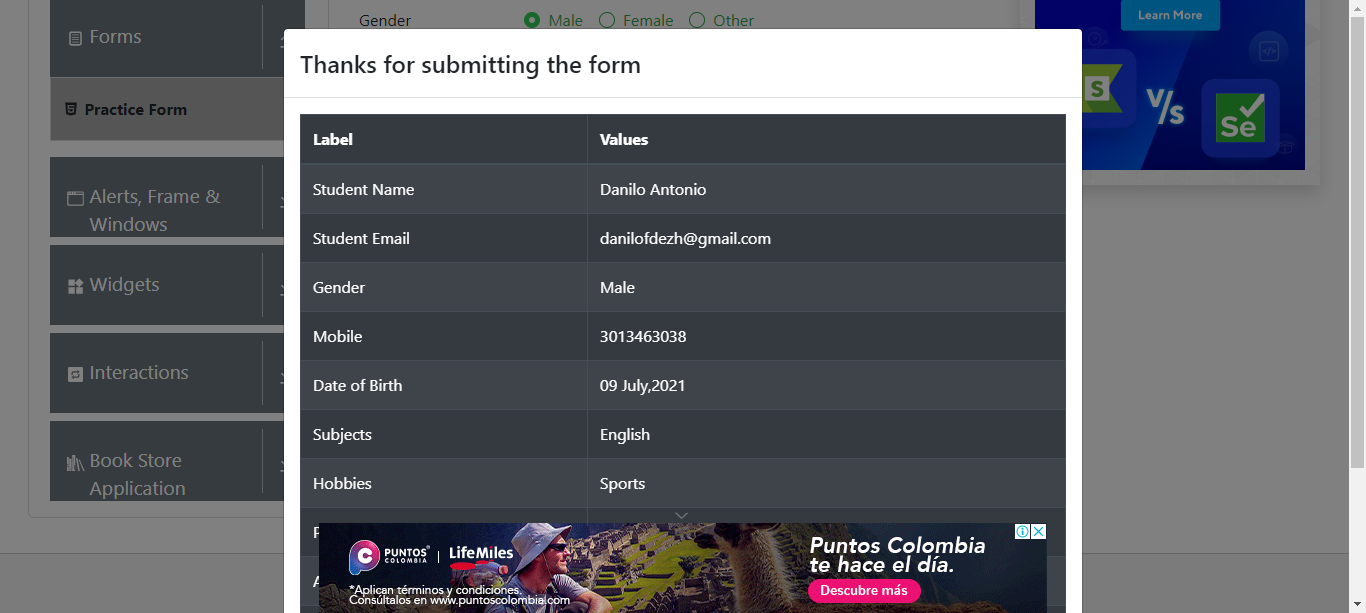 Gender Male Female Other
Learn More
Forms
Thanks for submitting the form
S
V/s
Se
Practice Form
Label Values
Student Name Danilo Antonio
Alerts, Frame &
Windows
Student Email danilofdezh@gmail.com
Widgets
Gender Male
Mobile 3013463038
Interactions
Date of Birth 09 July,2021
Subjects English
Book Store
Application
Hobbies Sports
P
C PUNTOS COLOMBIA | LifeMiles
Puntos Colombia
te hace el día.
A
*Aplican términos y condiciones.
Consúltalos en www.puntoscolombia.com
Descubre más